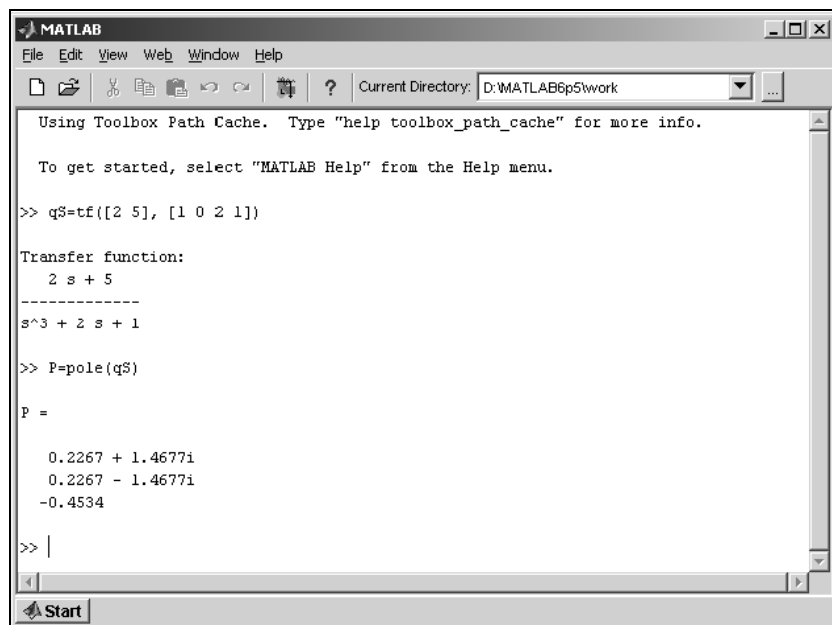 MATLAB
File Edit View Web Window Help
? Current Directory: D:\MATLAB6p5\work ...
Using Toolbox Path Cache. Type "help toolbox_path_cache" for more info.
To get started, select "MATLAB Help" from the Help menu.
>> qS=tf([2 5], [1 0 2 1])
Transfer function:
2 s + 5
-------------
s^3 + 2 s + 1
>> P=pole(qS)
P =
0.2267 + 1.4677i
0.2267 - 1.4677i
-0.4534
>>
Start